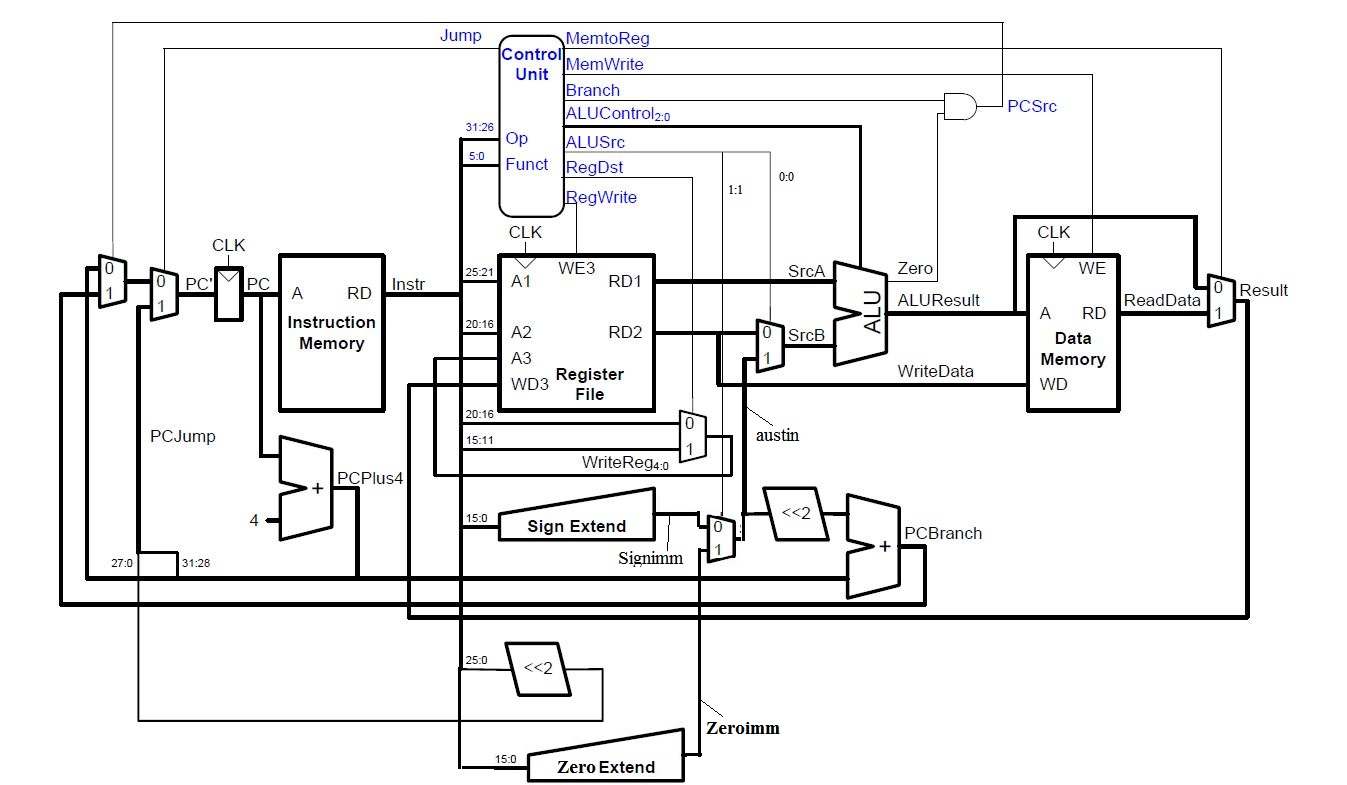 Jump
Control
Unit
MemtoReg
MemWrite
Branch
ALUControl2:0
ALUSrc
RegDst
RegWrite
PCSrc
31:26
Op
5:0
Funct
1:1
0:0
CLK
CLK
CLK
0
1
0
1
PC'
PC
A
RD
Instruction
Memory
Instr
25:21
A1
WE3
RD1
20:16
A2
RD2
A3
WD3
Register
File
SrcA
SrcB
0
1
ALU
Zero
ALUResult
WriteData
WE
A
RD
Data
Memory
WD
ReadData
0
1
Result
20:16
0
15:11
1
WriteReg4:0
austin
PCJump
PCPlus4
+
4
15:0
Sign Extend
Signimm
0
1
<<2
+
PCBranch
27:0
31:28
25:0
<<2
Zeroimm
15:0
Zero Extend